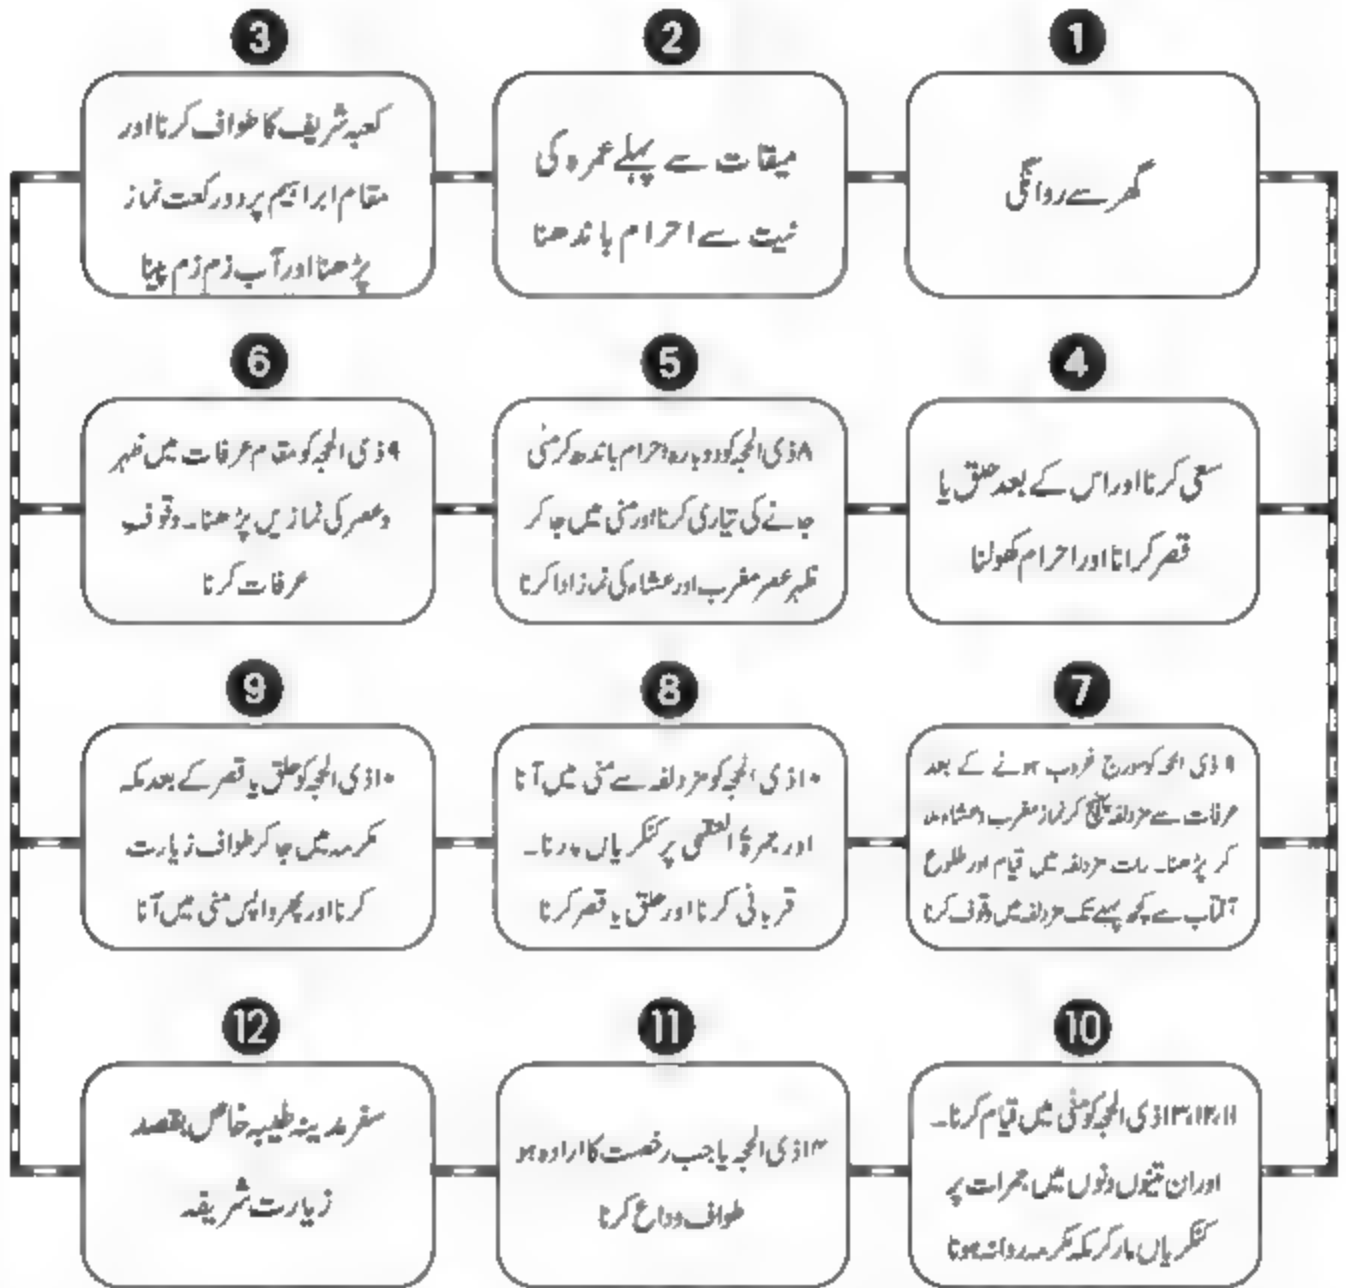 1
گھر سے روانگی
2
میقات سے پہلے عمرہ کی
نیت سے احرام باندھنا
3
کعبہ شریف کا طواف کرنا اور
مقام ابراہیم پر دو رکعت نماز
پڑھنا اور آب زم زم پینا
4
سعی کرنا اور اس کے بعد حلق یا
قصر کرانا اور احرام کھولنا
5
۸ ذی الحجہ کو دوبارہ احرام باندھ کر منیٰ
جانے کی تیاری کرنا اور منی میں جا کر
ظہر عصر مغرب اور عشاء کی نماز ادا کرنا
6
۹ ذی الحجہ کو مقام عرفات میں ظہر
وعصر کی نمازیں پڑھنا۔ وقوفِ
عرفات کرنا
7
۹ ذی الحجہ کو سورج غروب ہونے کے بعد
عرفات سے مزدلفہ پہنچ کر نماز مغرب وعشاء ملا
کر پڑھنا۔ رات مزدلفہ میں قیام اور طلوع
آفتاب سے کچھ پہلے تک مزدلفہ میں وقوف کرنا
8
۱۰ ذی الحجہ کو مزدلفہ سے منی میں آنا
اور جمرۃ العقبی پر کنکریاں مارنا۔
قربانی کرنا اور حلق یا قصر کرنا
9
۱۰ ذی الحجہ کو حلق یا قصر کے بعد مکہ
مکرمہ میں جا کر طواف زیارت
کرنا اور پھر واپس منی میں آنا
10
۱۱،۱۲،۱۳ ذی الحجہ کو منیٰ میں قیام کرنا۔
اور ان تینوں دنوں میں جمرات پر
کنکریاں مار کر مکہ مکرمہ روانہ ہونا
11
۱۴ ذی الحجہ یا جب رخصت کا ارادہ ہو
طواف وداع کرنا
12
سفر مدینہ طیبہ خاص بقصد
زیارت شریفہ